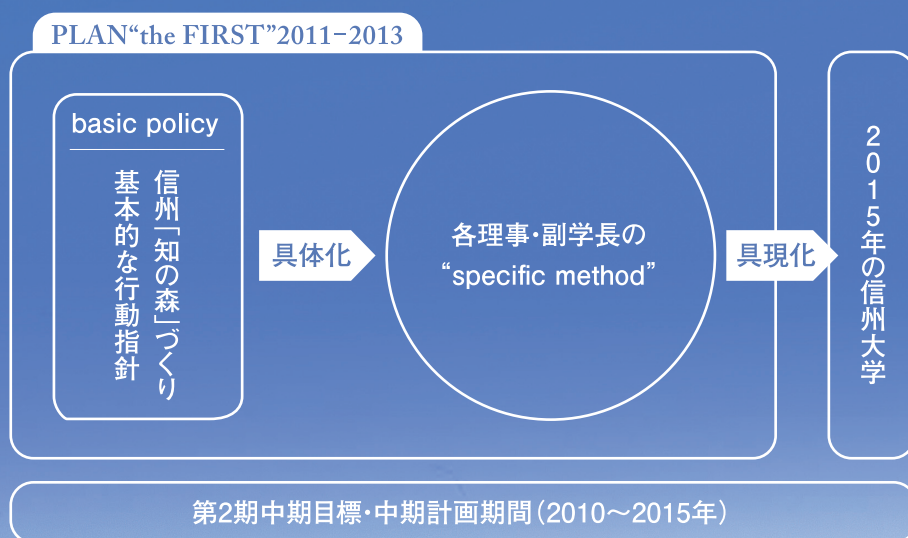 PLAN“the FIRST”2011-2013
basic policy
信州「知の森」づくり
基本的な行動指針
具体化
各理事・副学長の
“specific method”
具現化
2015年の信州大学
第2期中期目標・中期計画期間（2010～2015年）